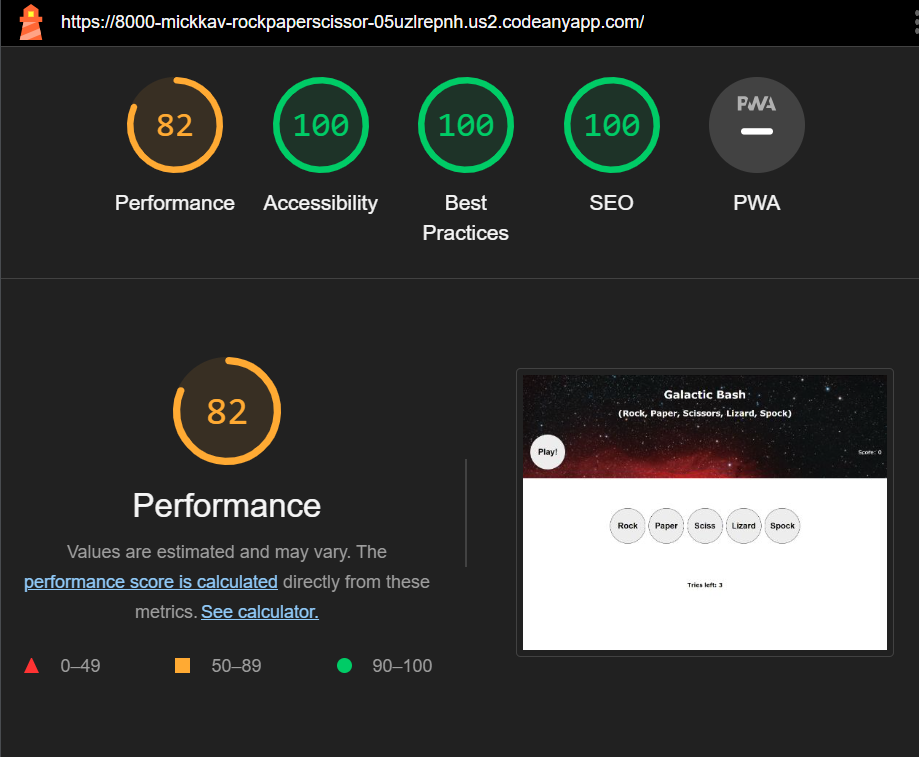 https://8000-mickkav-rockpaperscissor-05uzlrepnh.us2.codeanyapp.com/
82
100
100
100
PWA
Performance
Accessibility
Best
Practices
SEO
PWA
82
Performance
Values are estimated and may vary. The
performance score is calculated directly from these
metrics. See calculator.
0–49
50–89
90–100
Galactic Bash
(Rock, Paper, Scissors, Lizard, Spock)
Play!
Score: 0
Rock
Paper
Sciss
Lizard
Spock
Tries left: 3